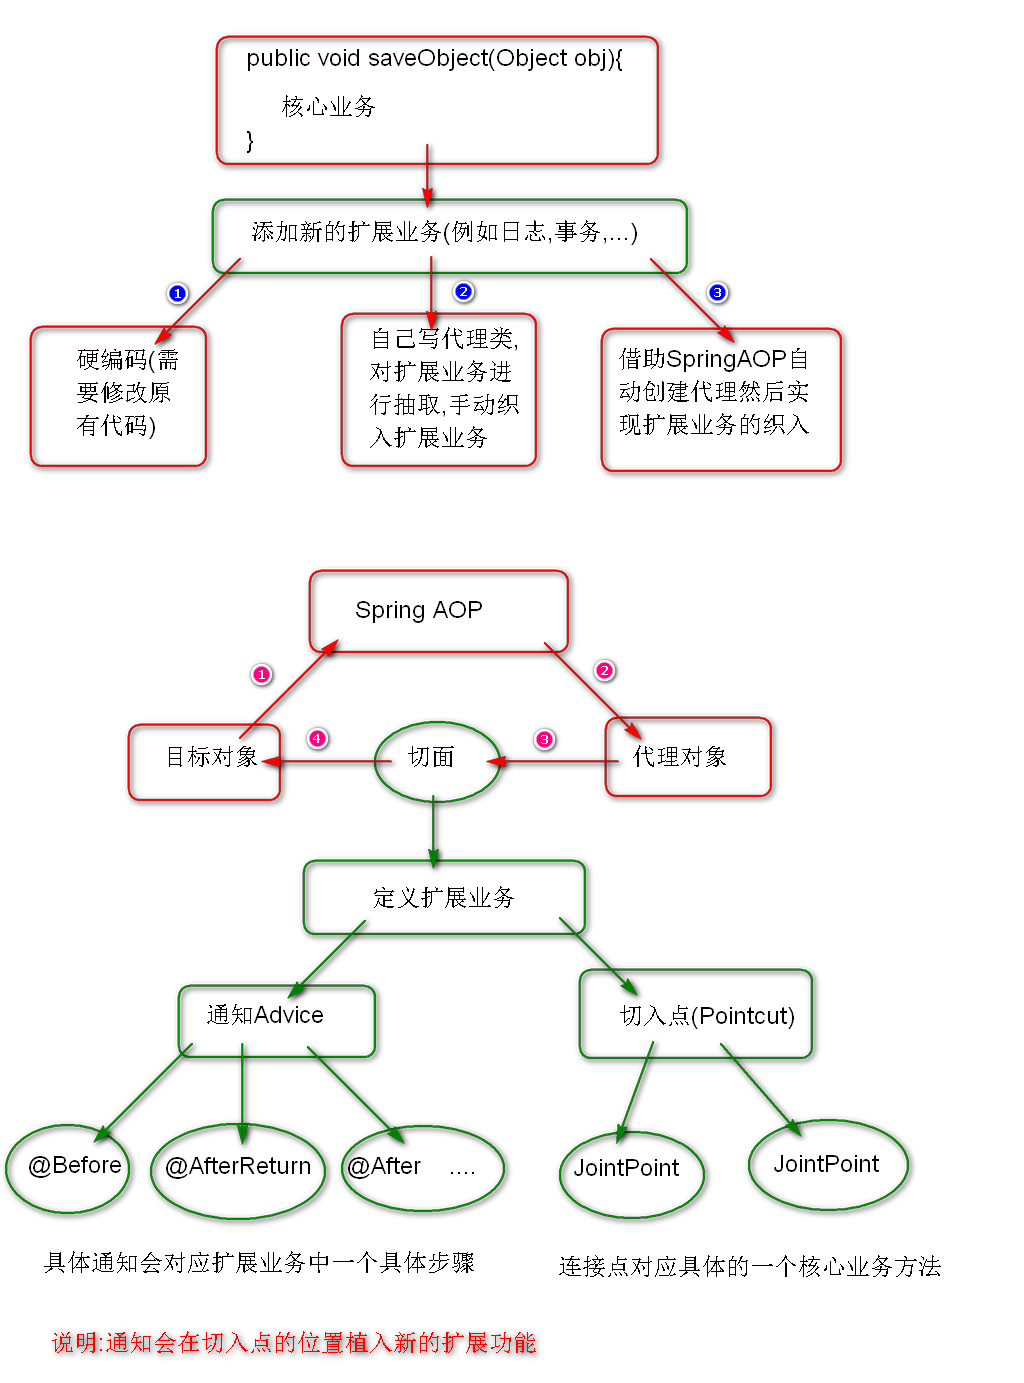 public void saveObject(Object obj){
核心业务
}
添加新的扩展业务(例如日志,事务,...)
1
2
3
硬编码(需
要修改原
有代码)
自己写代理类,
对扩展业务进
行抽取,手动织
入扩展业务
借助SpringAOP自
动创建代理然后实
现扩展业务的织入
Spring AOP
1
2
目标对象
4
切面
3
代理对象
定义扩展业务
通知Advice
切入点(Pointcut)
@Before
@AfterReturn
@After ....
JointPoint
JointPoint
具体通知会对应扩展业务中一个具体步骤
连接点对应具体的一个核心业务方法
说明:通知会在切入点的位置植入新的扩展功能